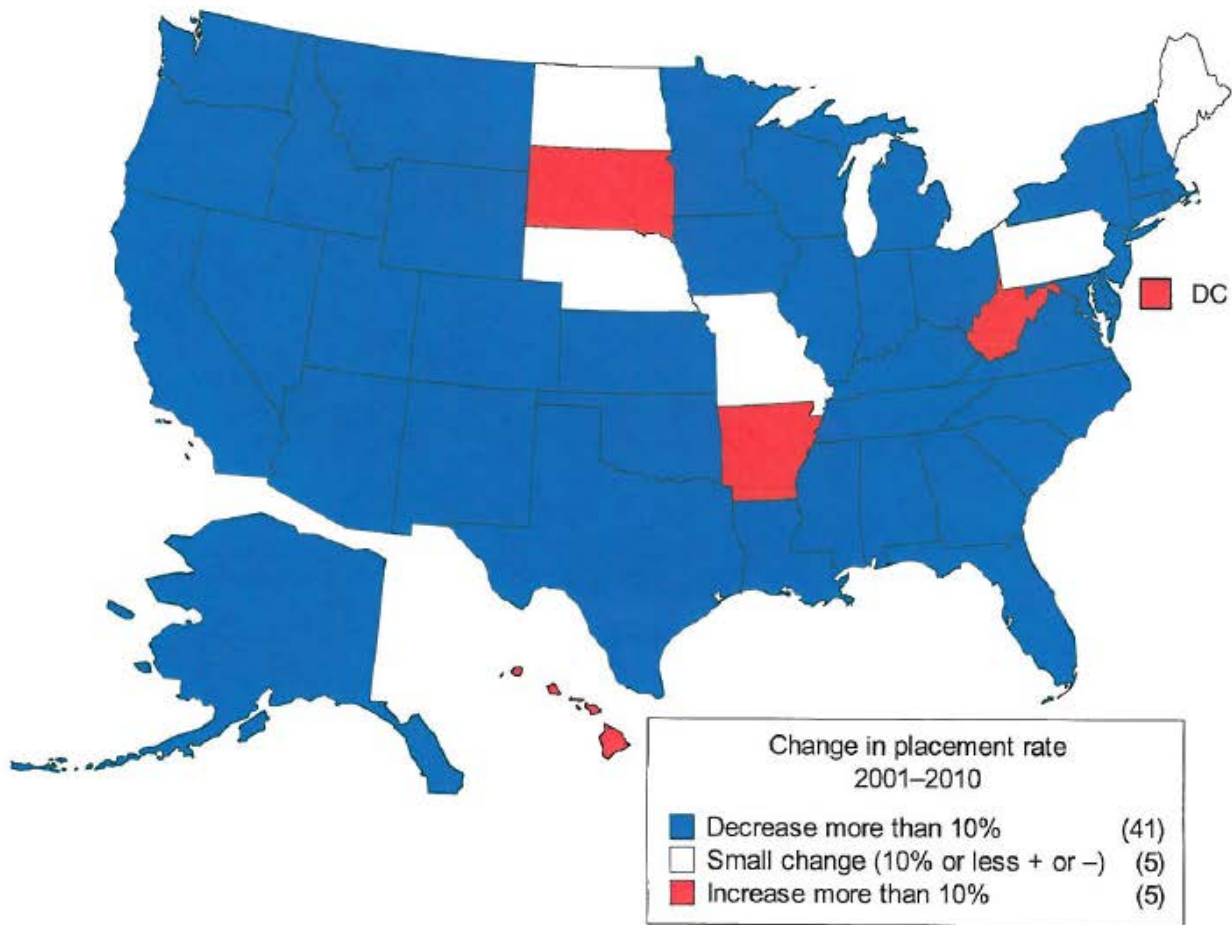 DC
Change in placement rate
2001–2010
Decrease more than 10% (41)
Small change (10% or less + or –) (5)
Increase more than 10% (5)